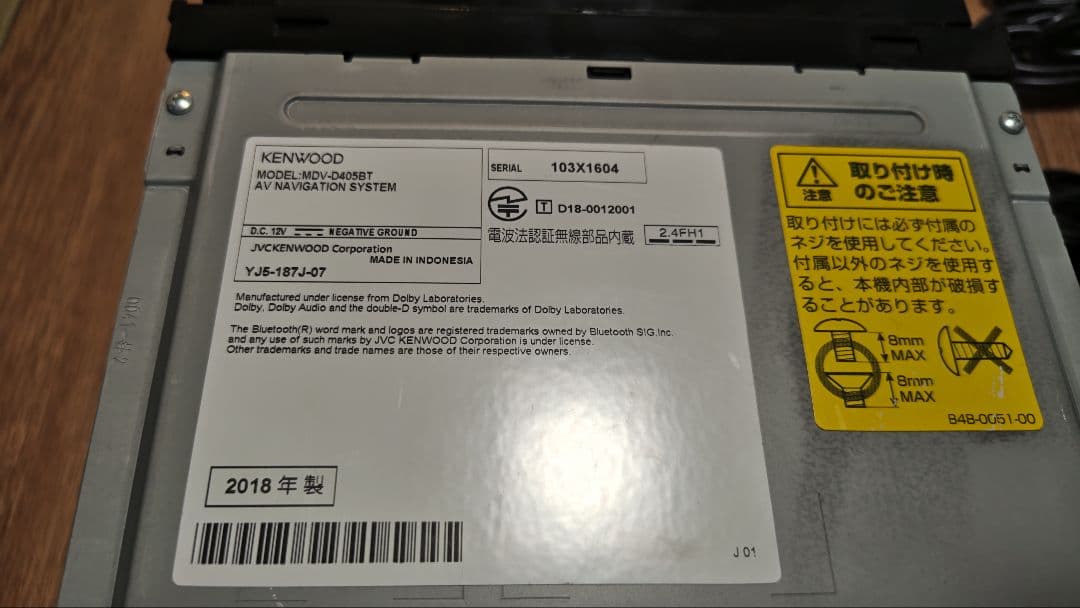 KENWOOD
MODEL:MDV-D405BT
AV NAVIGATION SYSTEM
D.C. 12V NEGATIVE GROUND
JVCKENWOOD Corporation
MADE IN INDONESIA
YJ5-187J-07
SERIAL 103X1604
T D18-0012001
電波法認証無線部品内蔵 2.4FH1
Manufactured under license from Dolby Laboratories.
Dolby, Dolby Audio and the double-D symbol are trademarks of Dolby Laboratories.
The Bluetooth(R) word mark and logos are registered trademarks owned by Bluetooth SIG,Inc.
and any use of such marks by JVC KENWOOD Corporation is under license.
Other trademarks and trade names are those of their respective owners.
2018 年 製
J 01
注意
取り付け時
のご注意
取り付けには必ず付属の
ネジを使用してください。
付属以外のネジを使用す
ると、本機内部が破損す
ることがあります。
8mm
MAX
8mm
MAX
B4B-0051-00